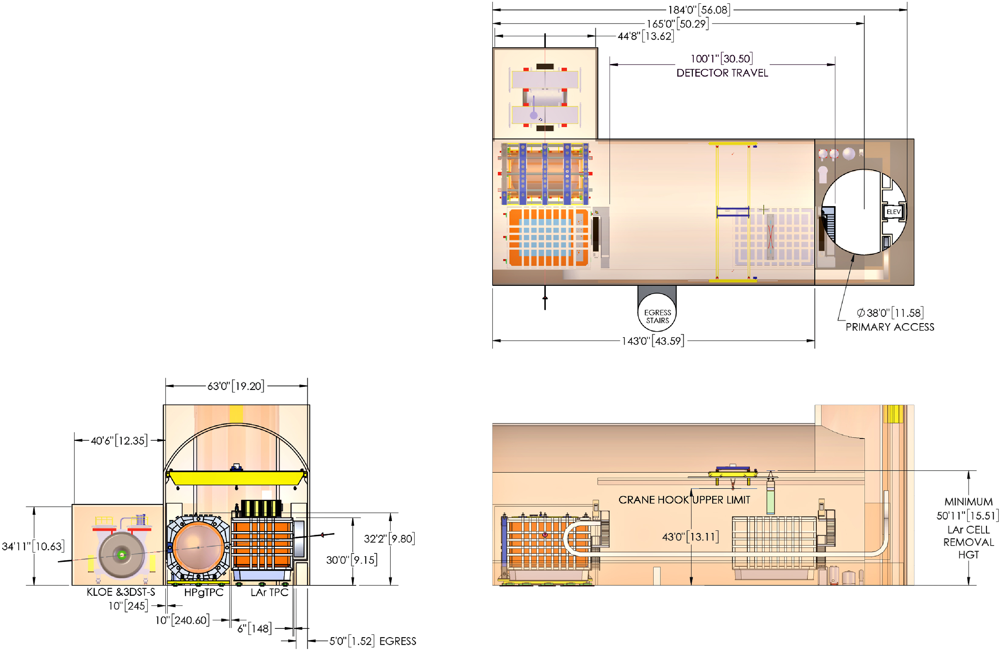 184'0"[56.08]
165'0"[50.29]
44'8"[13.62]
100'1"[30.50]
DETECTOR TRAVEL
ELEV
EGRESS
STAIRS
Ø38'0"[11.58]
PRIMARY ACCESS
143'0"[43.59]
63'0"[19.20]
40'6"[12.35]
34'11"[10.63]
32'2"[9.80]
30'0"[9.15]
KLOE &3DST-S
HPgTPC
LAr TPC
10"[245]
10"[240.60]
6"[148]
5'0"[1.52] EGRESS
CRANE HOOK UPPER LIMIT
43'0"[13.11]
MINIMUM
50'11"[15.51]
LAr CELL
REMOVAL
HGT